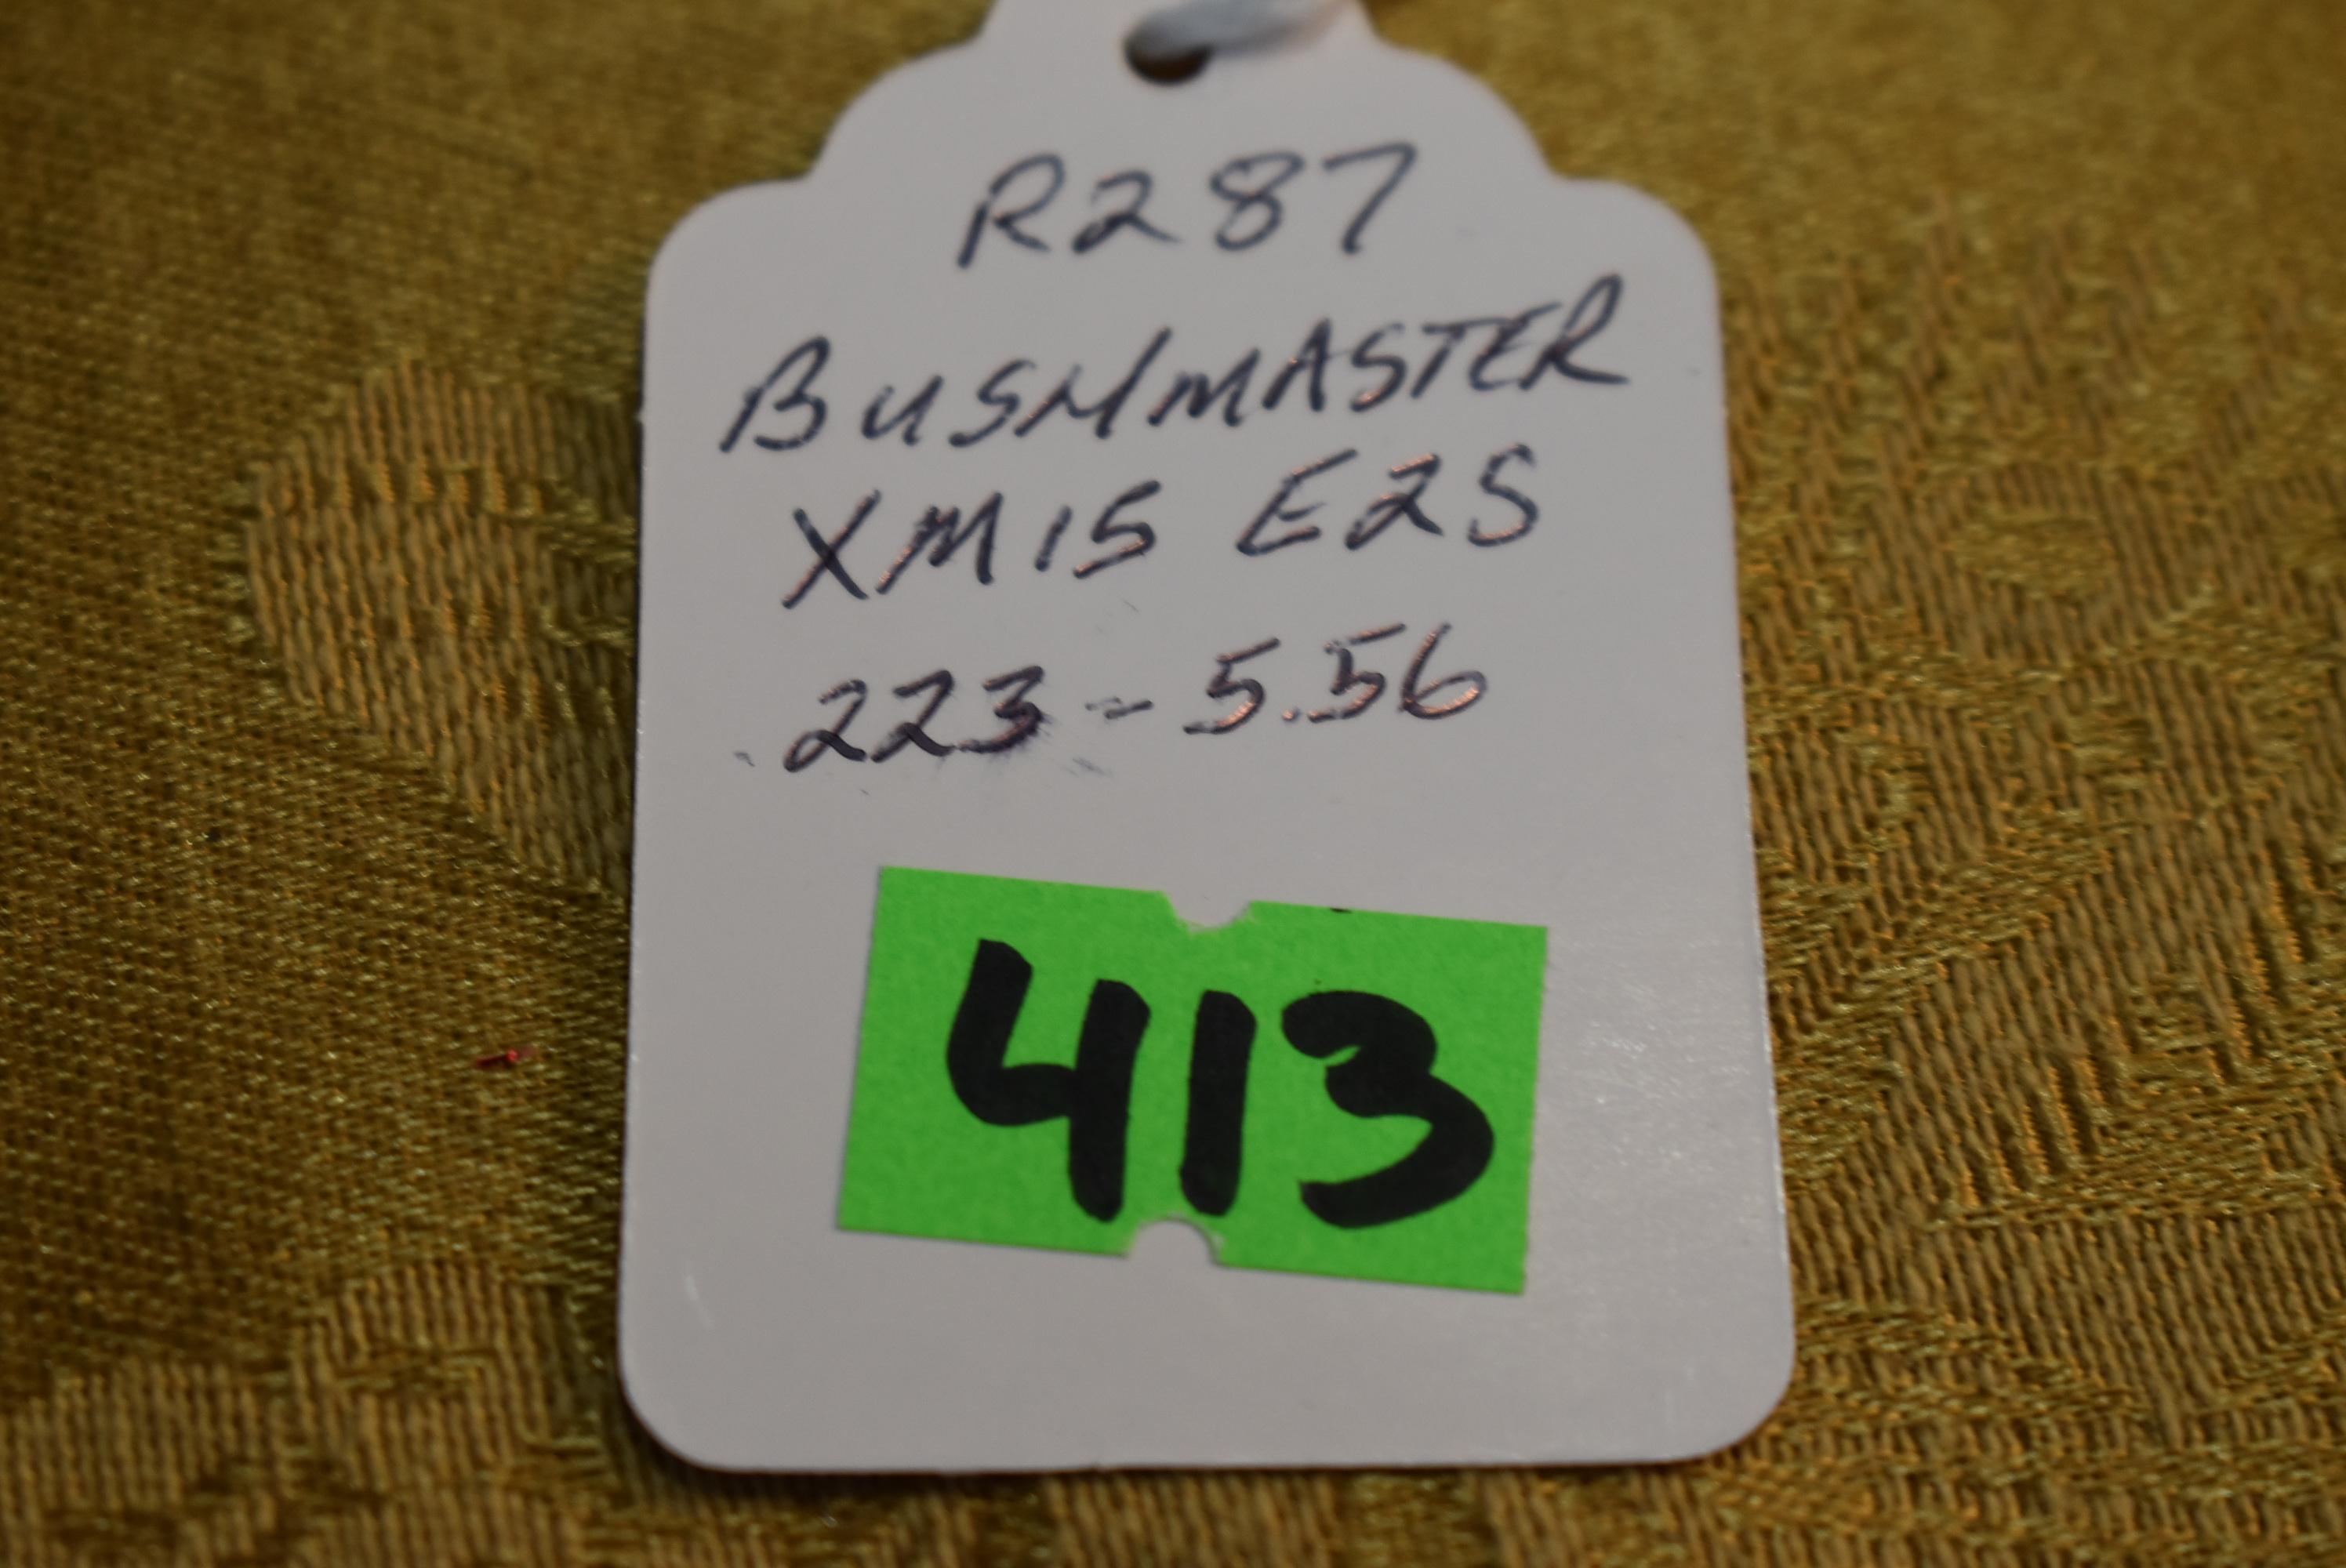 R287
BUSHMASTER
XM15 E2S
.223-5.56
413